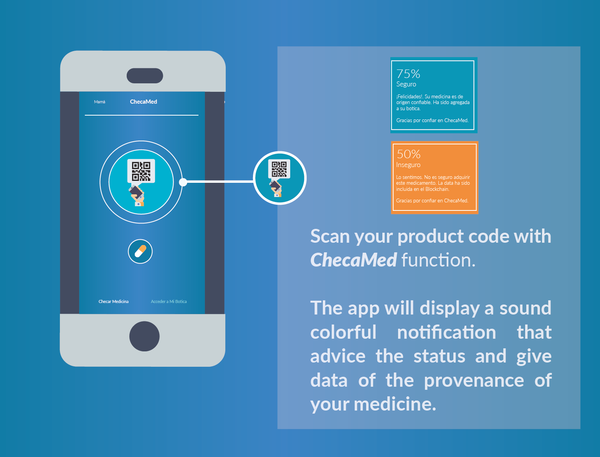 Home
ChecaMed
Checar Medicina
Acceder a Mi Botica
75%
Seguro
¡Felicidades!. Su medicina es de
origen confiable. Ha sido agregada
a su botica.
Gracias por confiar en ChecaMed.
50%
Inseguro
Lo sentimos. No es seguro adquirir
este medicamento. La data ha sido
incluida en el Blockchain.
Gracias por confiar en ChecaMed.
Scan your product code with
ChecaMed function.
The app will display a sound
colorful notification that
advice the status and give
data of the provenance of
your medicine.